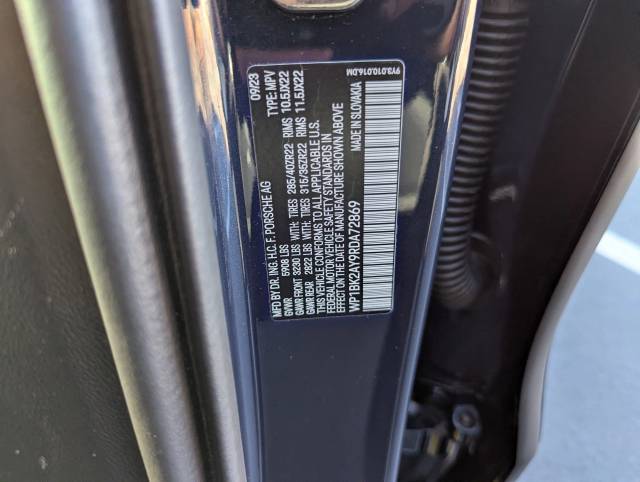 MFD BY DR. ING. H.C. F. PORSCHE AG 09/23
GVWR 5908 LBS TYPE: MPV
GAWR FRONT 3230 LBS WITH: TIRES 285/40ZR22 RIMS 10.5JX22
GAWR REAR 2822 LBS WITH: TIRES 315/35ZR22 RIMS 11.5JX22
THIS VEHICLE CONFORMS TO ALL APPLICABLE U.S.
FEDERAL MOTOR VEHICLE SAFETY STANDARDS IN
EFFECT ON THE DATE OF MANUFACTURE SHOWN ABOVE
WP1BK2AY9RDA72869 MADE IN SLOVAKIA
9Y3.010.016.DM